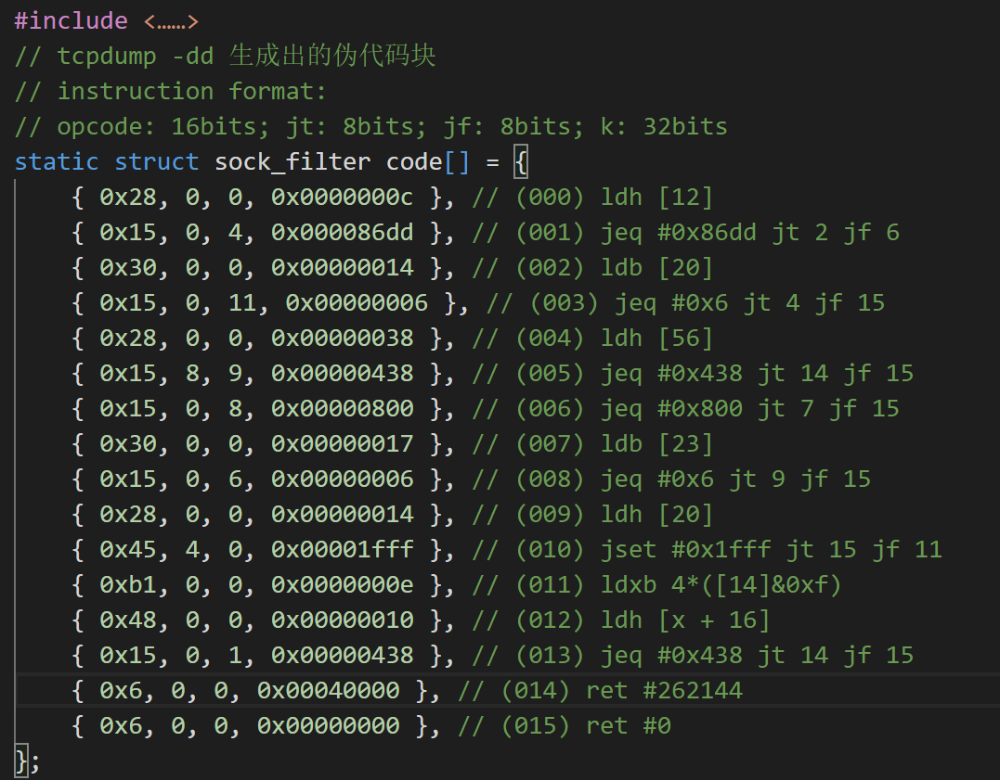 #include <……>
// tcpdump -dd 生成出的伪代码块
// instruction format:
// opcode: 16bits; jt: 8bits; jf: 8bits; k: 32bits
static struct sock_filter code[] = {
    { 0x28, 0, 0, 0x0000000c }, // (000) ldh [12]
    { 0x15, 0, 4, 0x000086dd }, // (001) jeq #0x86dd jt 2 jf 6
    { 0x30, 0, 0, 0x00000014 }, // (002) ldb [20]
    { 0x15, 0, 11, 0x00000006 }, // (003) jeq #0x6 jt 4 jf 15
    { 0x28, 0, 0, 0x00000038 }, // (004) ldh [56]
    { 0x15, 8, 9, 0x00000438 }, // (005) jeq #0x438 jt 14 jf 15
    { 0x15, 0, 8, 0x00000800 }, // (006) jeq #0x800 jt 7 jf 15
    { 0x30, 0, 0, 0x00000017 }, // (007) ldb [23]
    { 0x15, 0, 6, 0x00000006 }, // (008) jeq #0x6 jt 9 jf 15
    { 0x28, 0, 0, 0x00000014 }, // (009) ldh [20]
    { 0x45, 4, 0, 0x00001fff }, // (010) jset #0x1fff jt 15 jf 11
    { 0xb1, 0, 0, 0x0000000e }, // (011) ldxb 4*([14]&0xf)
    { 0x48, 0, 0, 0x00000010 }, // (012) ldh [x + 16]
    { 0x15, 0, 1, 0x00000438 }, // (013) jeq #0x438 jt 14 jf 15
    { 0x6, 0, 0, 0x00040000 }, // (014) ret #262144
    { 0x6, 0, 0, 0x00000000 }, // (015) ret #0
};